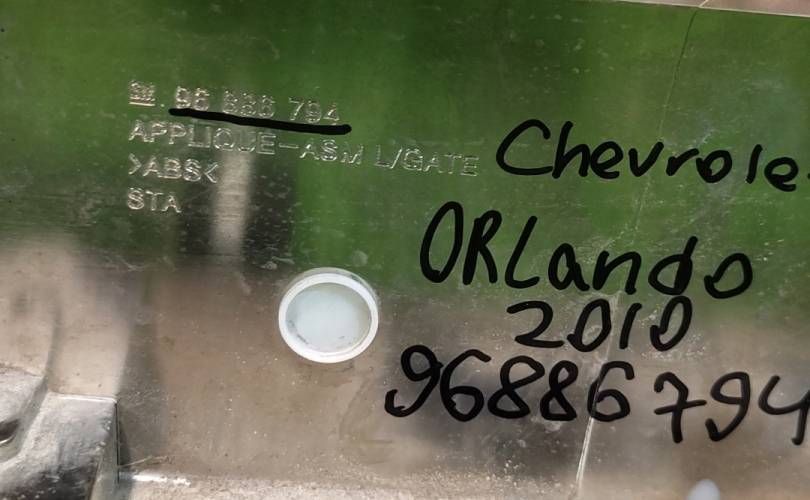 96 886 794
APPLIQUE-ASM L/GATE
>ABS<
STA
Chevrole
ORLando
2010
96886794